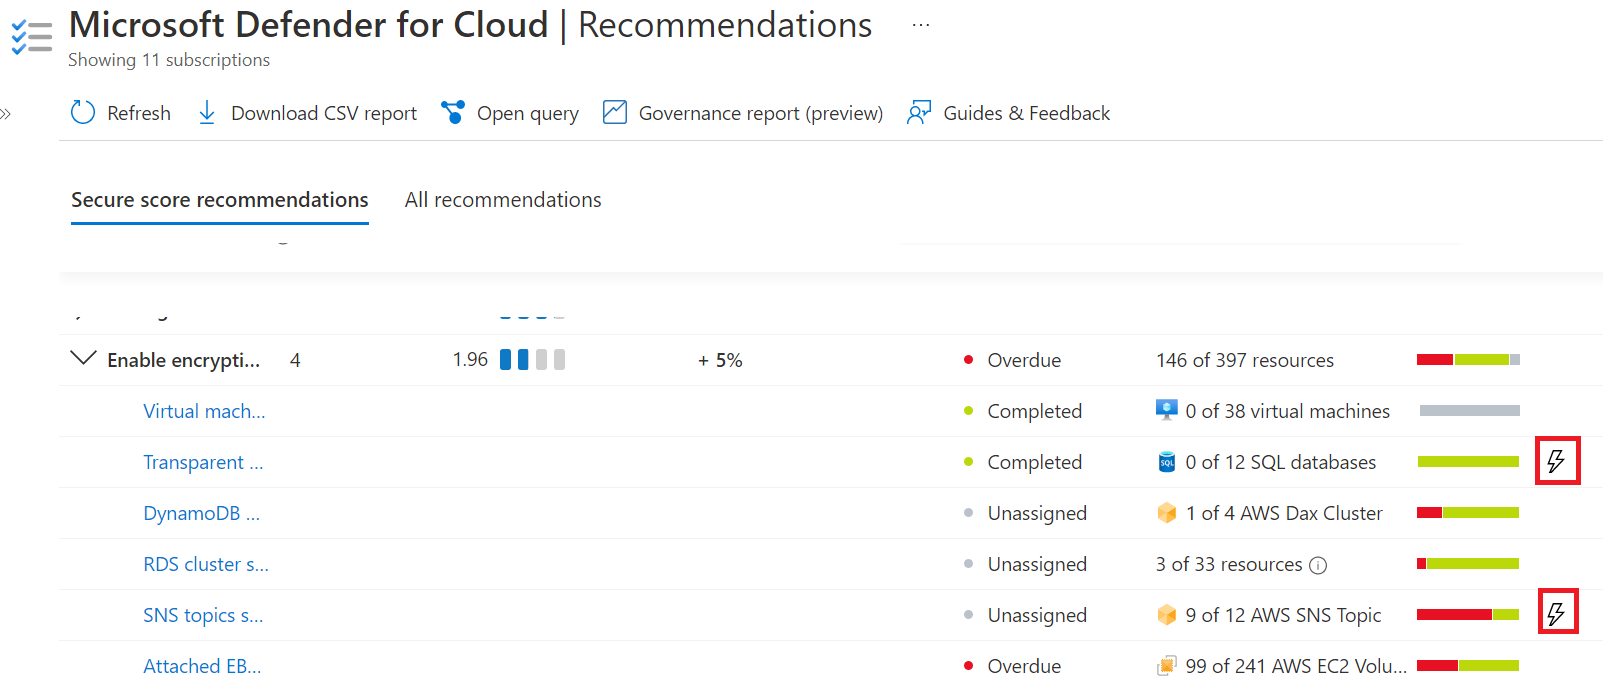 Microsoft Defender for Cloud | Recommendations ...
Showing 11 subscriptions
Refresh Download CSV report Open query Governance report (preview) Guides & Feedback
Secure score recommendations All recommendations
Enable encrypti... 4 1.96 + 5% Overdue 146 of 397 resources
Virtual mach... Completed 0 of 38 virtual machines
Transparent ... Completed SQL 0 of 12 SQL databases
DynamoDB ... Unassigned 1 of 4 AWS Dax Cluster
RDS cluster s... Unassigned 3 of 33 resources
SNS topics s... Unassigned 9 of 12 AWS SNS Topic
Attached EB... Overdue 99 of 241 AWS EC2 Volu...